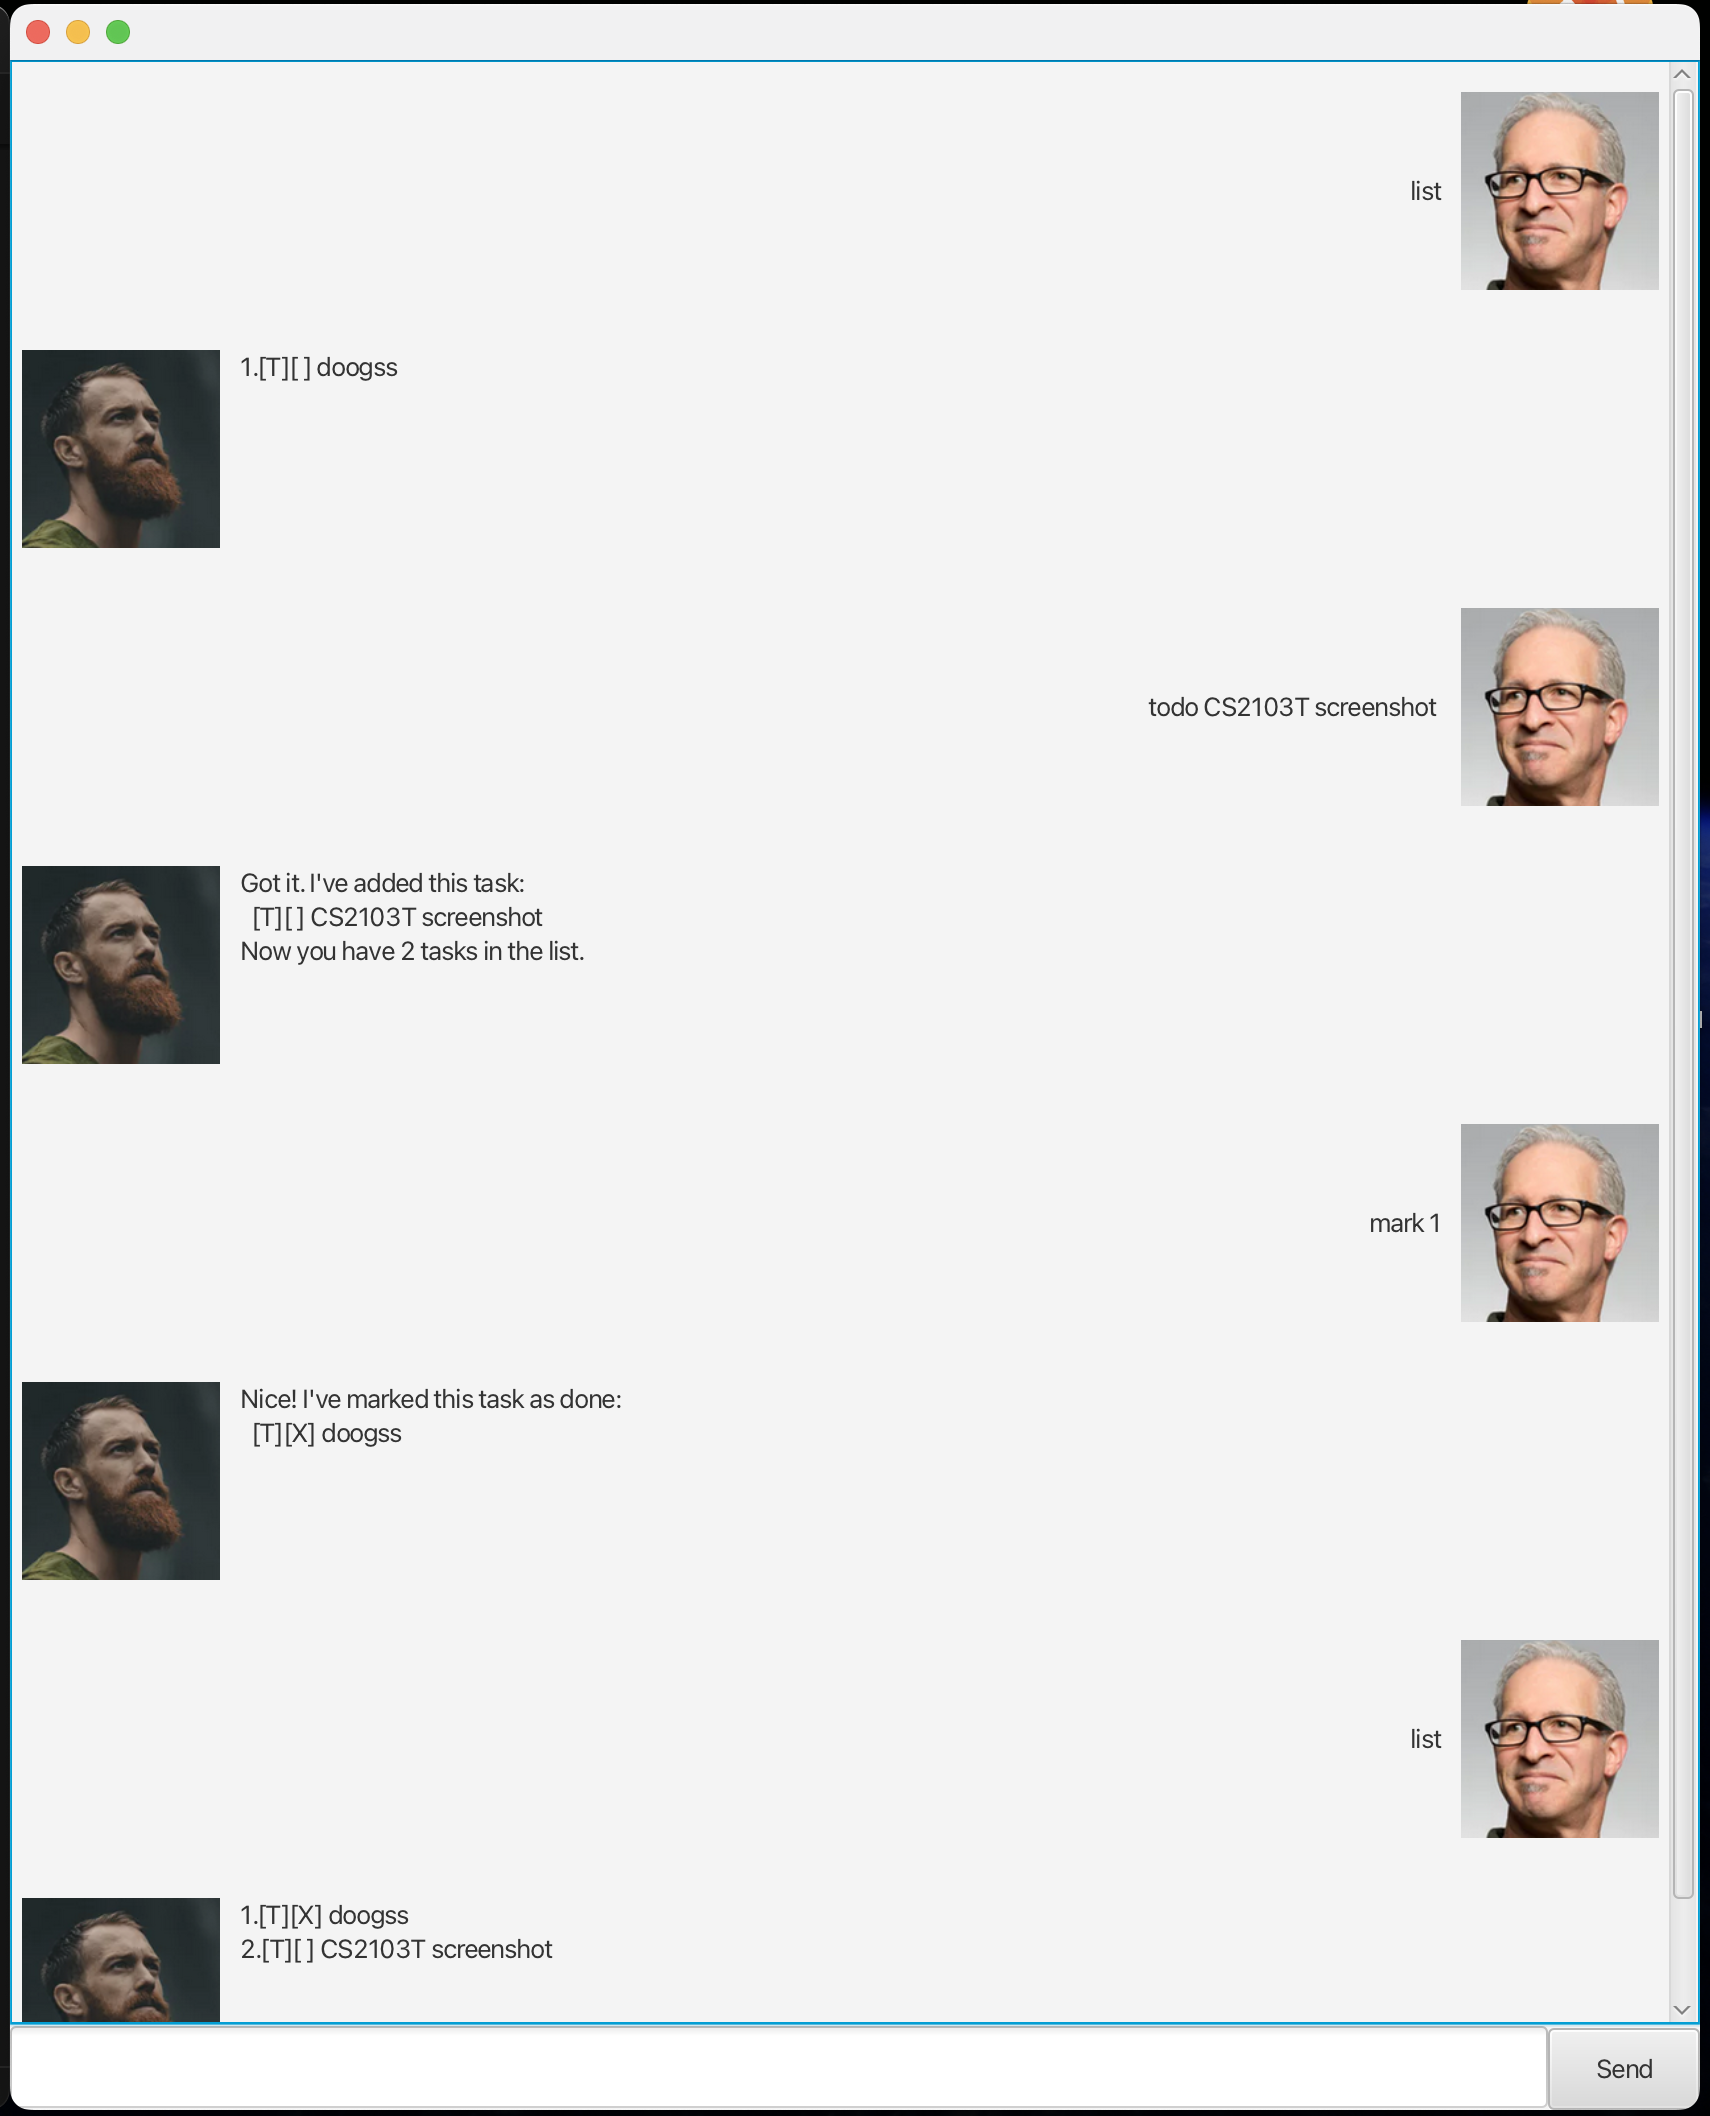 list
1.[T][ ] doogss
todo CS2103T screenshot
Got it. I've added this task:
[T][ ] CS2103T screenshot
Now you have 2 tasks in the list.
mark 1
Nice! I've marked this task as done:
[T][X] doogss
list
1.[T][X] doogss
2.[T][ ] CS2103T screenshot
Send